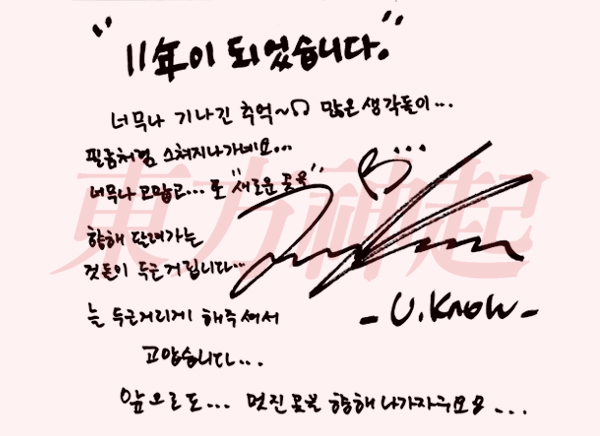 "11年이 되었습니다."
너무나 기나긴 추억~ 많은 생각들이...
필름처럼 스쳐지나가네요...
너무나 고맙고... 또 "새로운 꿈을"
향해 달려가는
것들이 두근거립니다...
東方神起
늘 두근거리게 해주셔서
- U.Know -
고맙습니다...
앞으로도... 멋진 꿈을 향해 나가자구요...